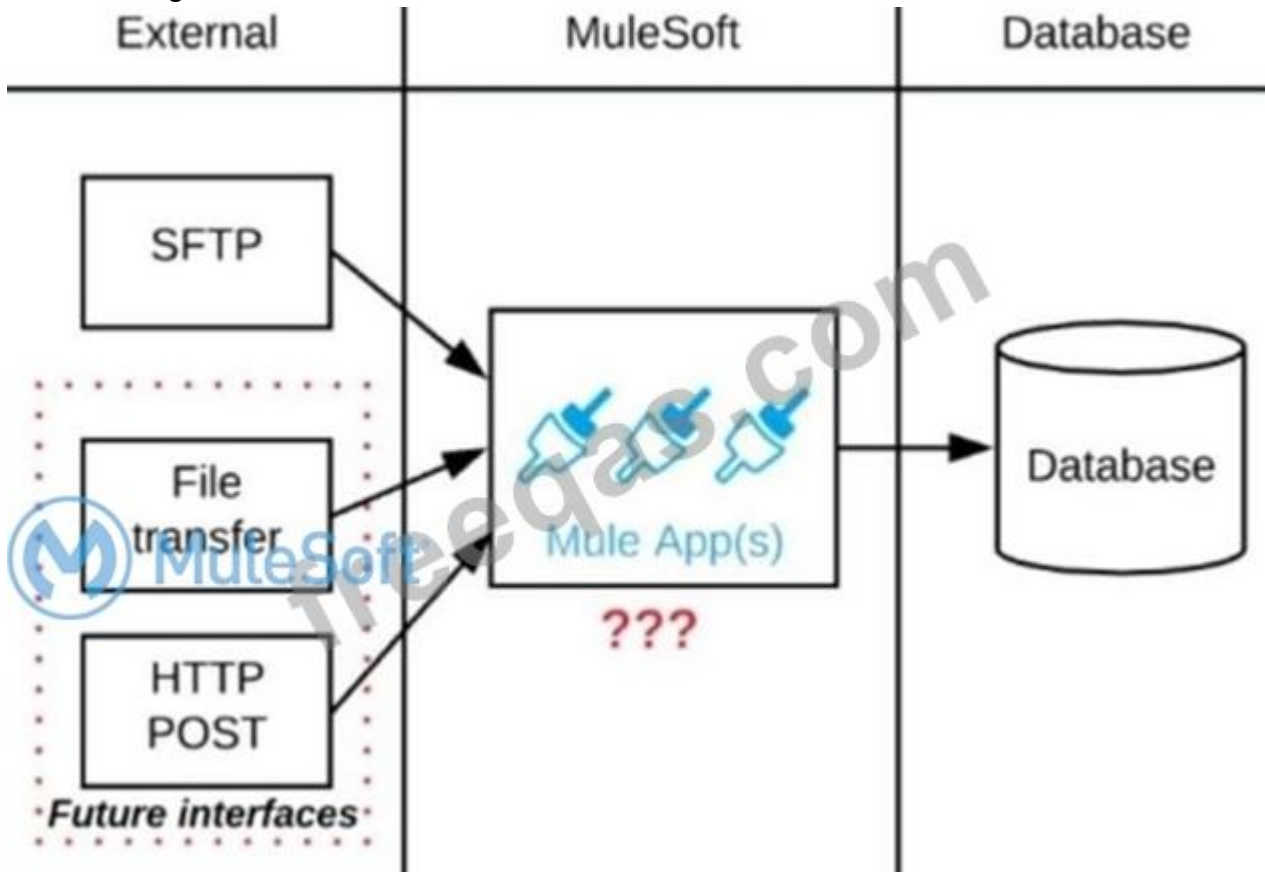 External
MuleSoft
Database
SFTP
File
transfer
MuleSoft
HTTP
POST
Future interfaces
Mule App(s)
???
Database
freeqas.com